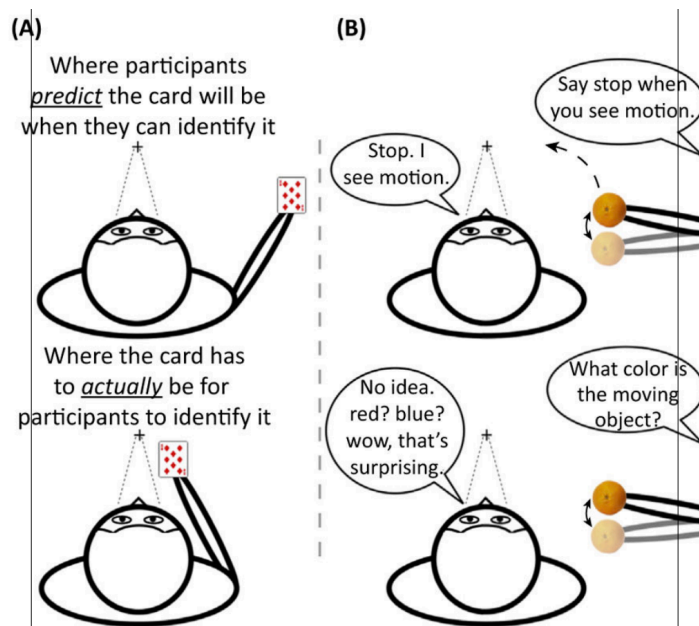 (A)
Where participants
predict the card will be
when they can identify it
Where the card has
to actually be for
participants to identify it
(B)
Say stop when
you see motion.
Stop. I
see motion.
What color is
the moving
object?
No idea.
red? blue?
wow, that's
surprising.